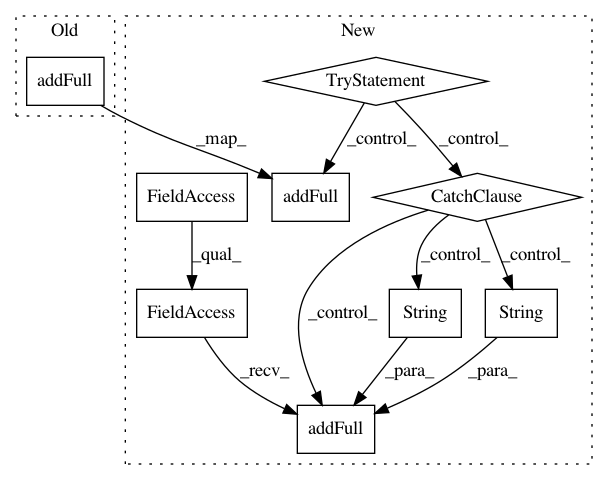 Old
New
addFull
TryStatement
_map_
_control_
_control_
FieldAccess
addFull
CatchClause
_qual_
_control_
_control_
FieldAccess
_control_
String
String
_recv_
_para_
_para_
addFull